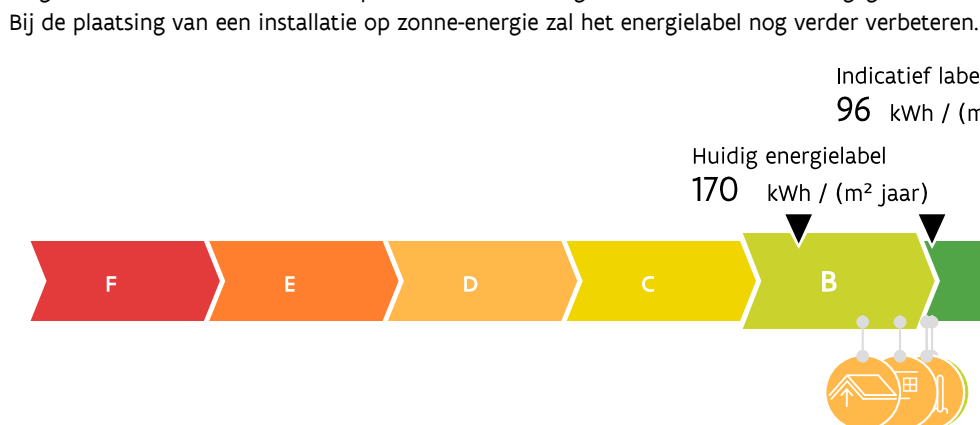 Bij de plaatsing van een installatie op zonne-energie zal het energielabel nog verder verbeteren.
Indicatief
96 kWh /
Huidig energielabel
170 kWh / (m² jaar)
F E D C B